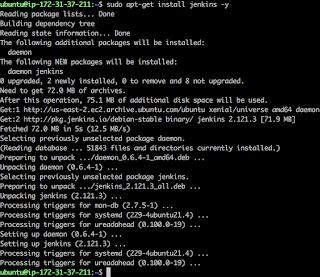 ubuntu@ip-172-31-37-211:~$ sudo apt-get install jenkins -y
Reading package lists... Done
Building dependency tree
Reading state information... Done
The following additional packages will be installed:
  daemon
The following NEW packages will be installed:
  daemon jenkins
0 upgraded, 2 newly installed, 0 to remove and 8 not upgraded.
Need to get 72.0 MB of archives.
After this operation, 75.1 MB of additional disk space will be used.
Get:1 http://us-east-2.ec2.archive.ubuntu.com/ubuntu xenial/universe amd64 daemon
Get:2 http://pkg.jenkins.io/debian-stable binary/ jenkins 2.121.3 [71.9 MB]
Fetched 72.0 MB in 5s (12.5 MB/s)
Selecting previously unselected package daemon.
(Reading database ... 51843 files and directories currently installed.)
Preparing to unpack .../daemon_0.6.4-1_amd64.deb ...
Unpacking daemon (0.6.4-1) ...
Selecting previously unselected package jenkins.
Preparing to unpack .../jenkins_2.121.3_all.deb ...
Unpacking jenkins (2.121.3) ...
Processing triggers for man-db (2.7.5-1) ...
Processing triggers for systemd (229-4ubuntu21.4) ...
Processing triggers for ureadahead (0.100.0-19) ...
Setting up daemon (0.6.4-1) ...
Setting up jenkins (2.121.3) ...
Processing triggers for systemd (229-4ubuntu21.4) ...
Processing triggers for ureadahead (0.100.0-19) ...
ubuntu@ip-172-31-37-211:~$